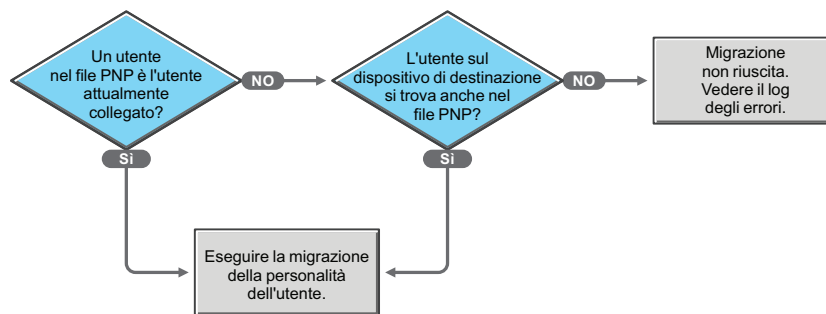 Un utente
nel file PNP è l'utente
attualmente
collegato?
NO
L'utente sul
dispositivo di destinazione
si trova anche nel
file PNP?
NO
Migrazione
non riuscita.
Vedere il log
degli errori.
Sì
Sì
Eseguire la migrazione
della personalità
dell'utente.